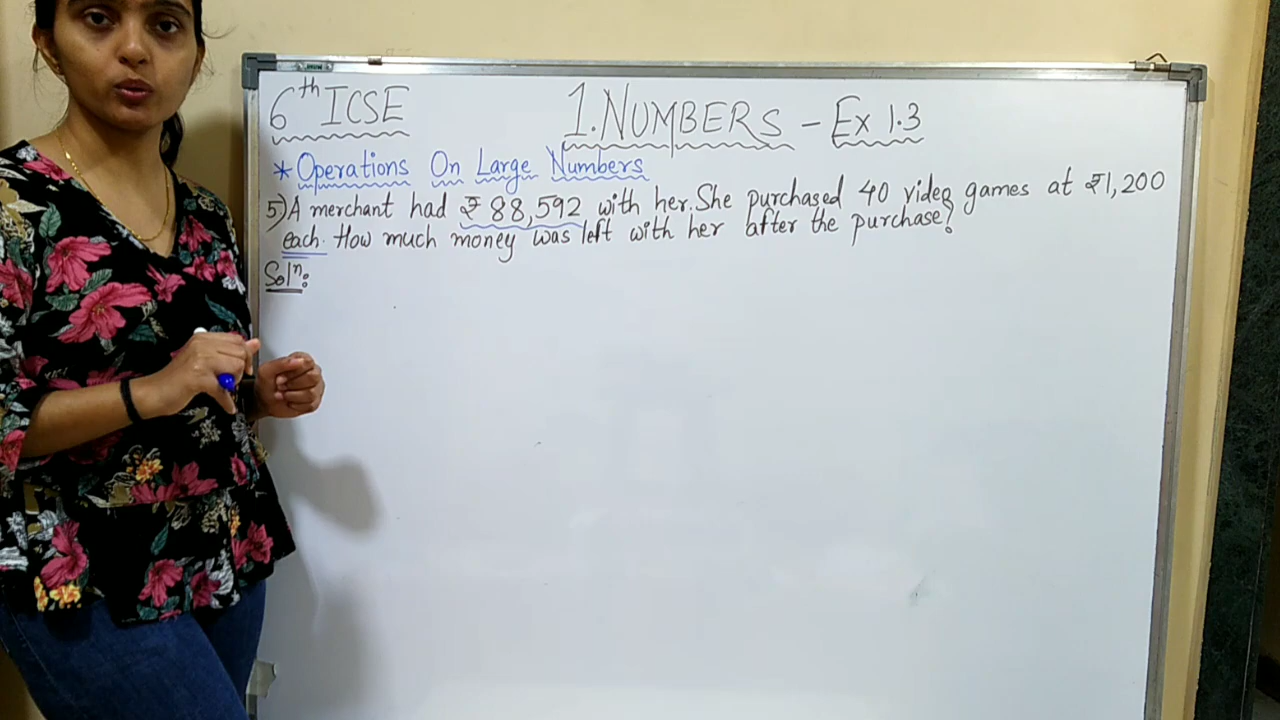 6th ICSE
1. NUMBERS - Ex 1.3
* Operations On Large Numbers
5) A merchant had ₹ 88,592 with her. She purchased 40 video games at ₹1,200
each. How much money was left with her after the purchase?
Solⁿ: